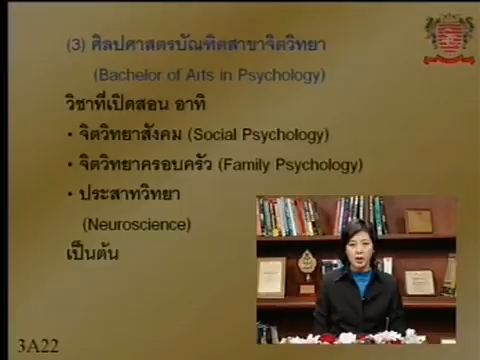 (3) ศิลปศาสตรบัณฑิตสาขาจิตวิทยา
(Bachelor of Arts in Psychology)
วิชาที่เปิดสอน อาทิ
• จิตวิทยาสังคม (Social Psychology)
• จิตวิทยาครอบครัว (Family Psychology)
• ประสาทวิทยา
(Neuroscience)
เป็นต้น
3A22